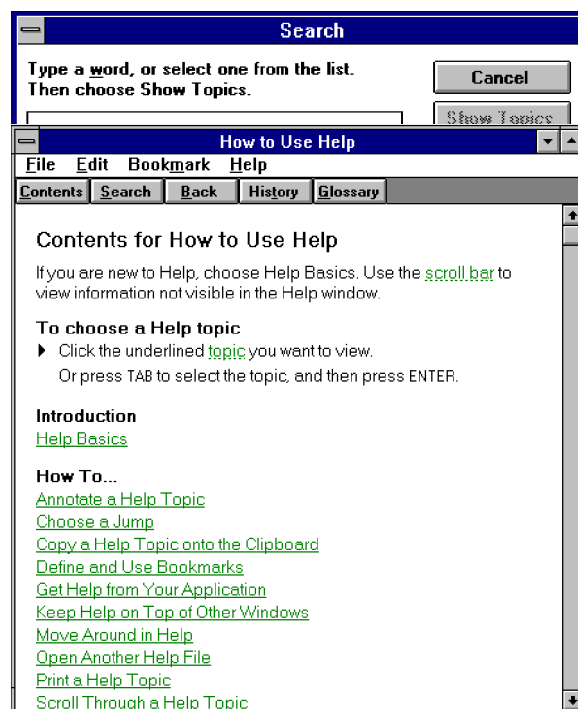 Search
Type a word, or select one from the list.
Then choose Show Topics.
Cancel
Show Topics
How to Use Help
File Edit Bookmark Help
Contents Search Back History Glossary
Contents for How to Use Help
If you are new to Help, choose Help Basics. Use the scroll bar to
view information not visible in the Help window.
To choose a Help topic
Click the underlined topic you want to view.
Or press TAB to select the topic, and then press ENTER.
Introduction
Help Basics
How To...
Annotate a Help Topic
Choose a Jump
Copy a Help Topic onto the Clipboard
Define and Use Bookmarks
Get Help from Your Application
Keep Help on Top of Other Windows
Move Around in Help
Open Another Help File
Print a Help Topic
Scroll Through a Help Topic